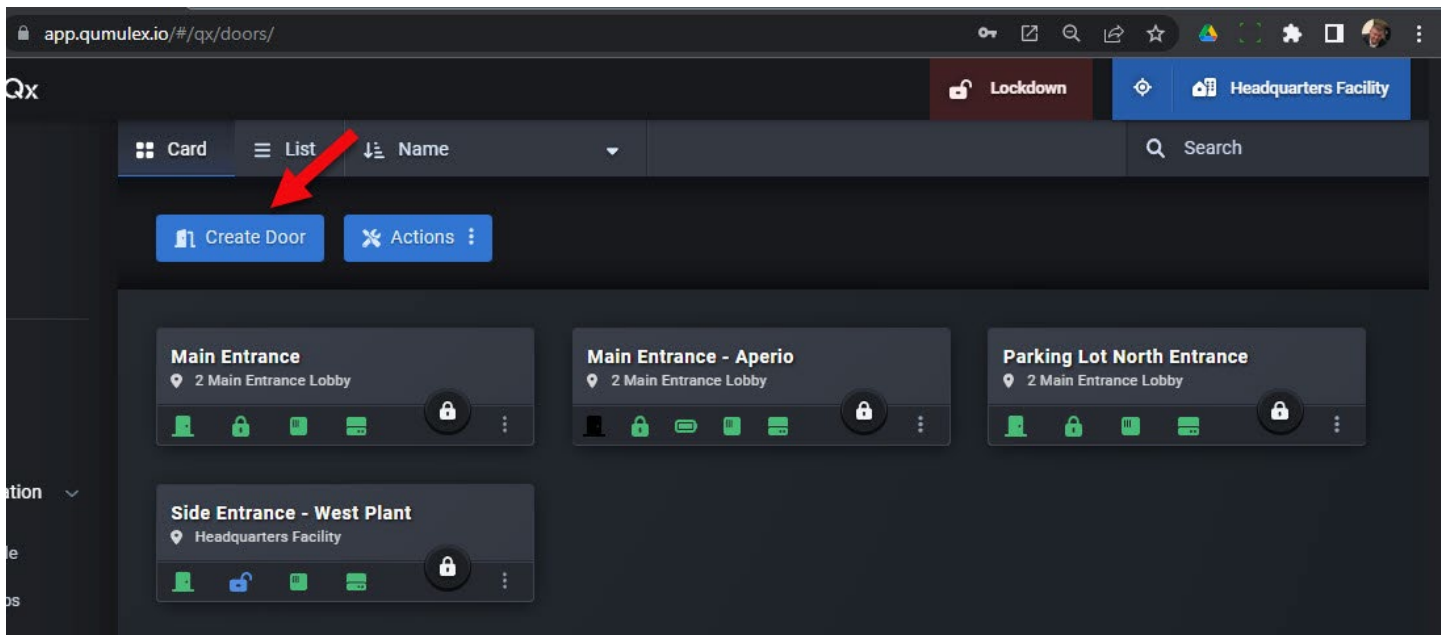 app.qumulex.io/#/qx/doors/
Qx
Lockdown
Headquarters Facility
Card
List
Name
Search
Create Door
Actions
Main Entrance
2 Main Entrance Lobby
Main Entrance - Aperio
2 Main Entrance Lobby
Parking Lot North Entrance
2 Main Entrance Lobby
ation
Side Entrance - West Plant
Headquarters Facility
le
os